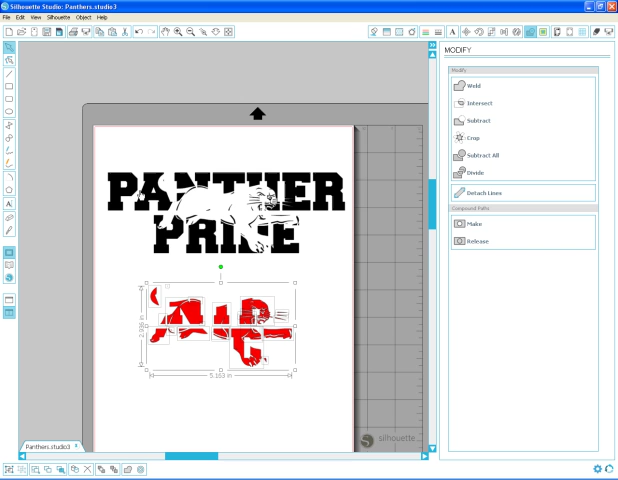 Silhouette Studio: Panthers.studio3
File Edit View Silhouette Object Help
MODIFY
Modify
Weld
Intersect
Subtract
Crop
Subtract All
Divide
Detach Lines
Compound Paths
Make
Release
PANTHER
PRIDE
5.163 in
Panthers.studio3
silhouette